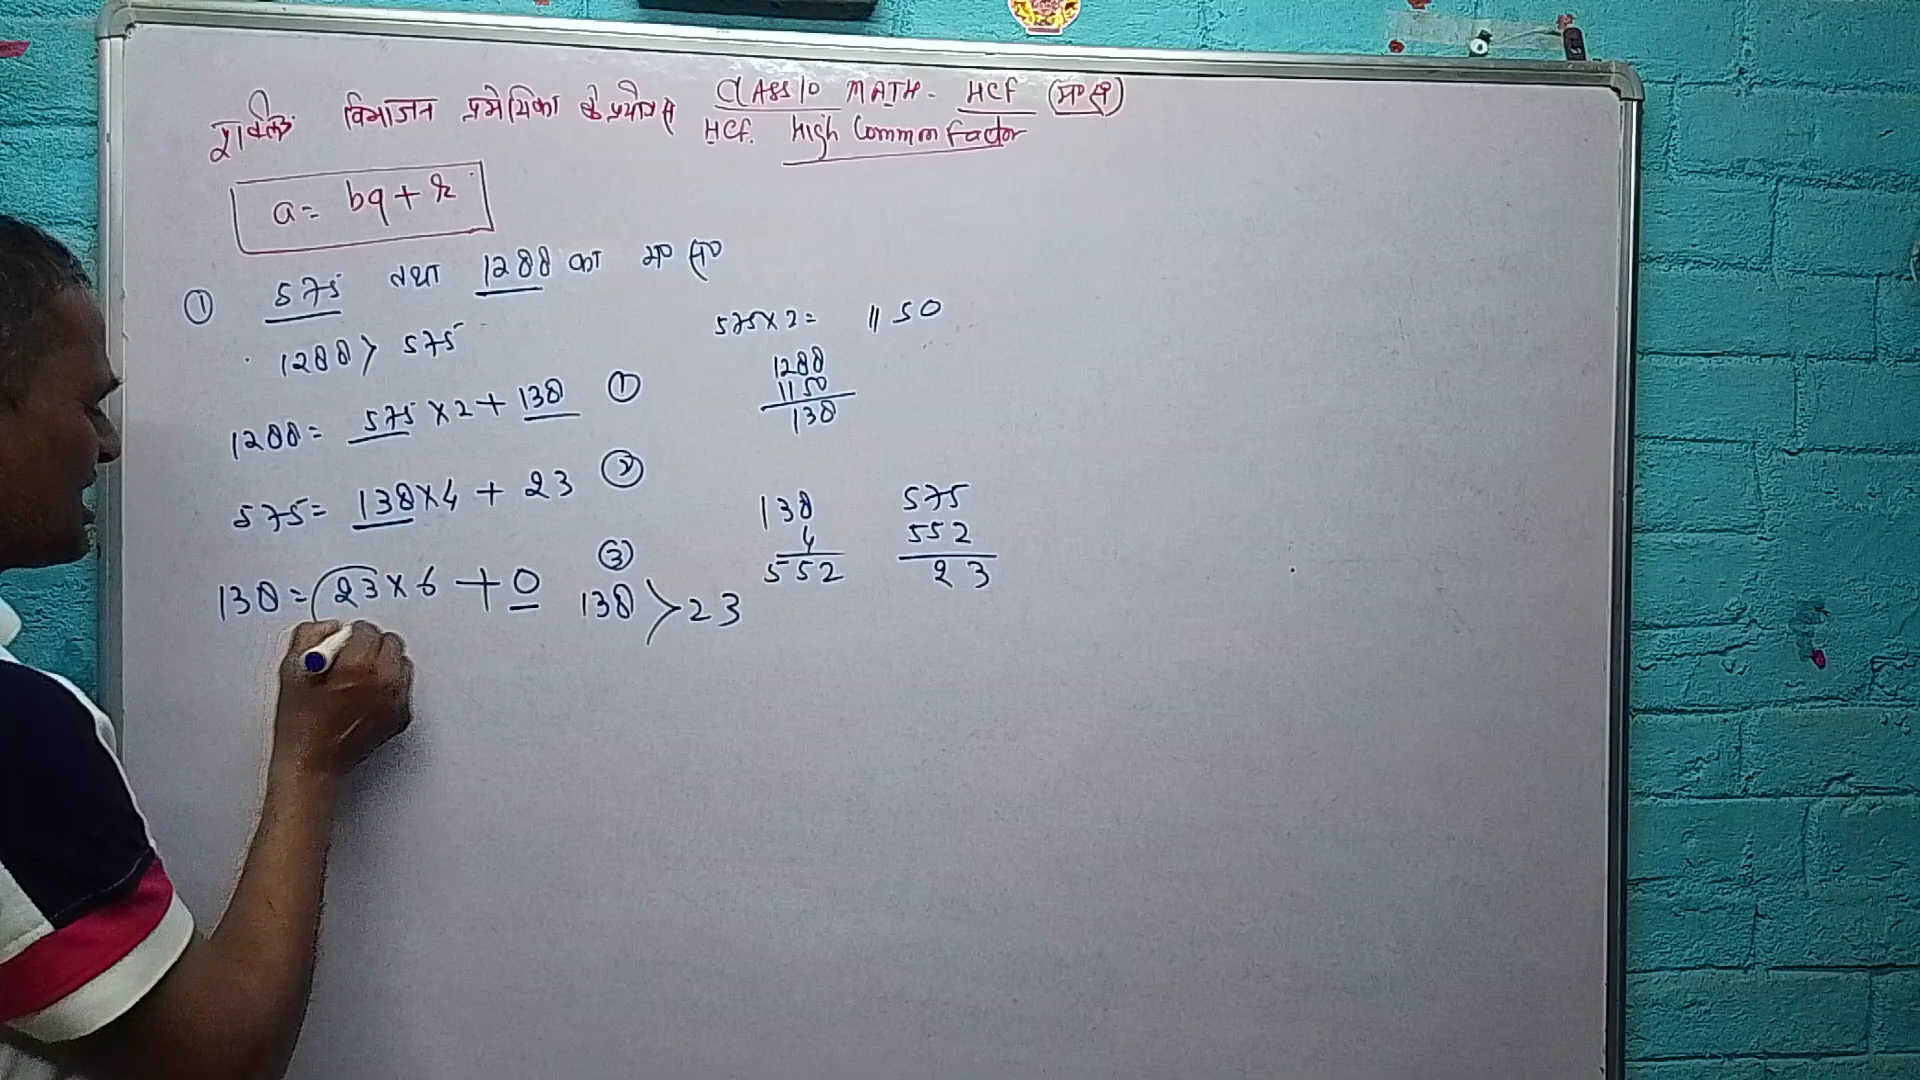 यूक्लिड विभाजन प्रमेयिका के प्रयोग से CLASS 10 MATH - HCF (म० स०)
HCF. High Common Factor
a = bq + r
① 575 तथा 1288 का म० स०
1288 > 575
575 × 2 = 1150
1288
1150
138
1288 = 575 × 2 + 138 ①
575 = 138 × 4 + 23 ②
138
4
552
575
552
23
③
138 = 23 × 6 + 0
138 > 23